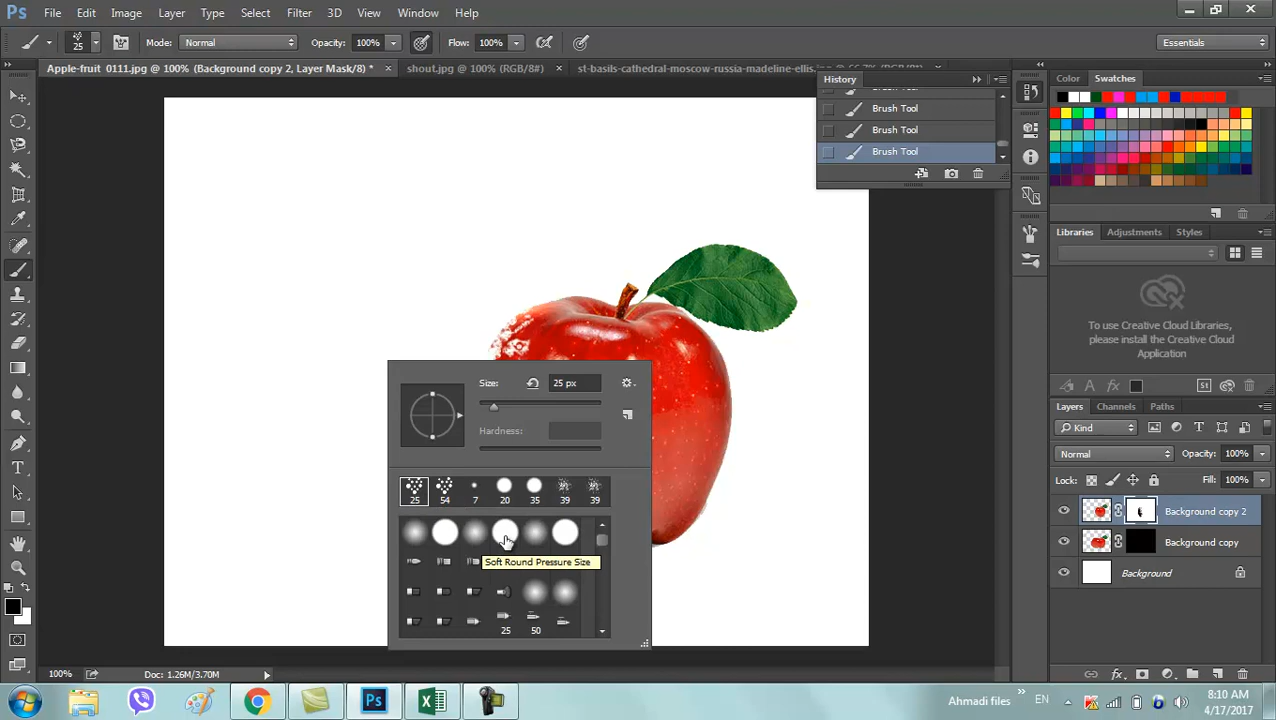 Ps File Edit Image Layer Type Select Filter 3D View Window Help
25 Mode: Normal Opacity: 100% Flow: 100% Essentials
Apple-fruit 0111.jpg @ 100% (Background copy 2, Layer Mask/8) * × shout.jpg @ 100% (RGB/8#) × st-basils-cathedral-moscow-russia-madeline-ellis
History
Brush Tool
Brush Tool
Brush Tool
Brush Tool
Color Swatches
Libraries Adjustments Styles
To use Creative Cloud Libraries,
please install the Creative Cloud
Application
Size: 25 px
Hardness:
25 54 7 20 35 39 39
Soft Round Pressure Size
25 50
Layers Channels Paths
Kind
Normal Opacity: 100%
Lock: Fill: 100%
Background copy 2
Background copy
Background
100% Doc: 1.26M/3.70M
Ahmadi files » EN 8:10 AM
4/17/2017